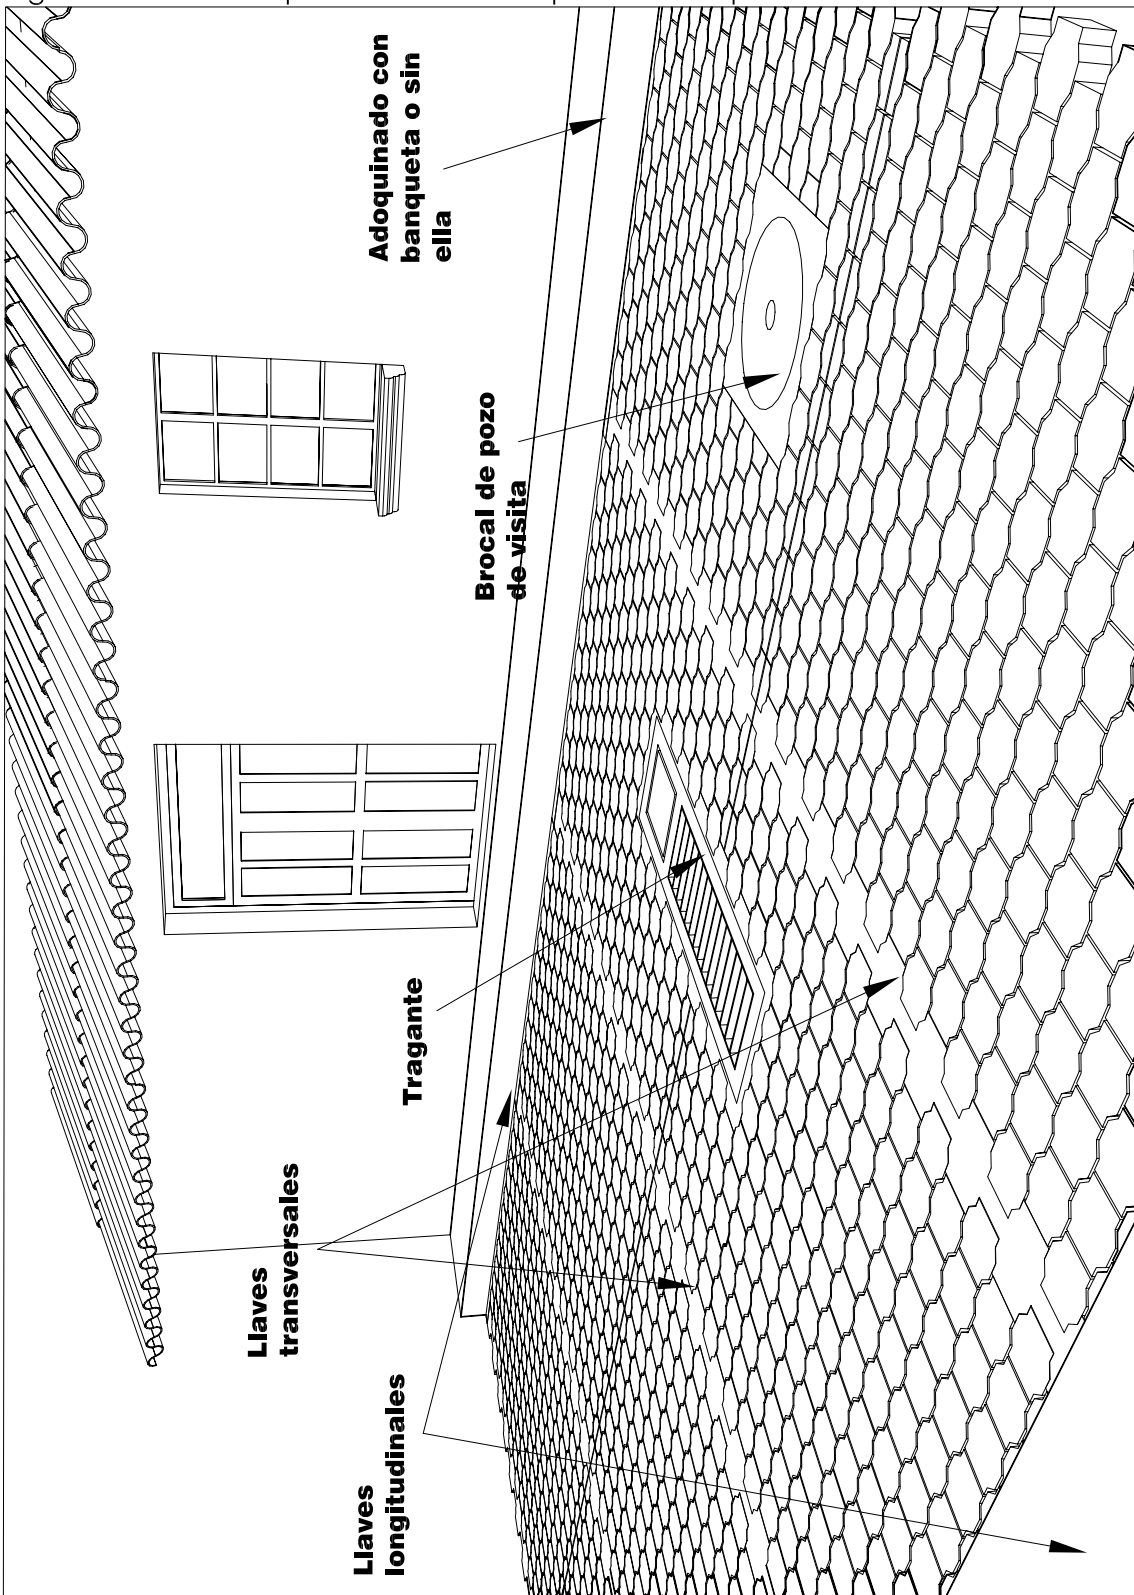 Adoquinado con
banqueta o sin
ella
Brocal de pozo
de visita
Tragante
Llaves
transversales
Llaves
longitudinales